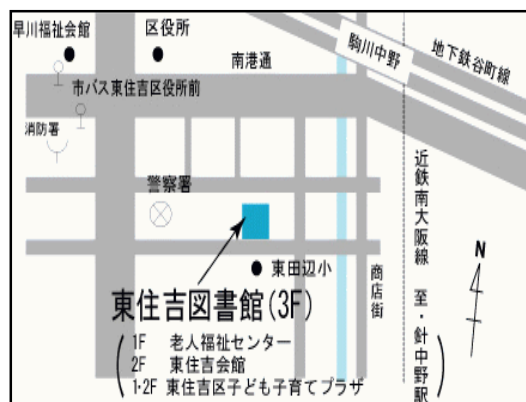 早川福祉会館
区役所
南港通
駒川中野
地下鉄谷町線
市バス東住吉区役所前
消防署
警察署
近鉄南大阪線 至・針中野駅
N
東田辺小
商店街
東住吉図書館(3F)
1F 老人福祉センター
2F 東住吉会館
1・2F 東住吉区子ども子育てプラザ